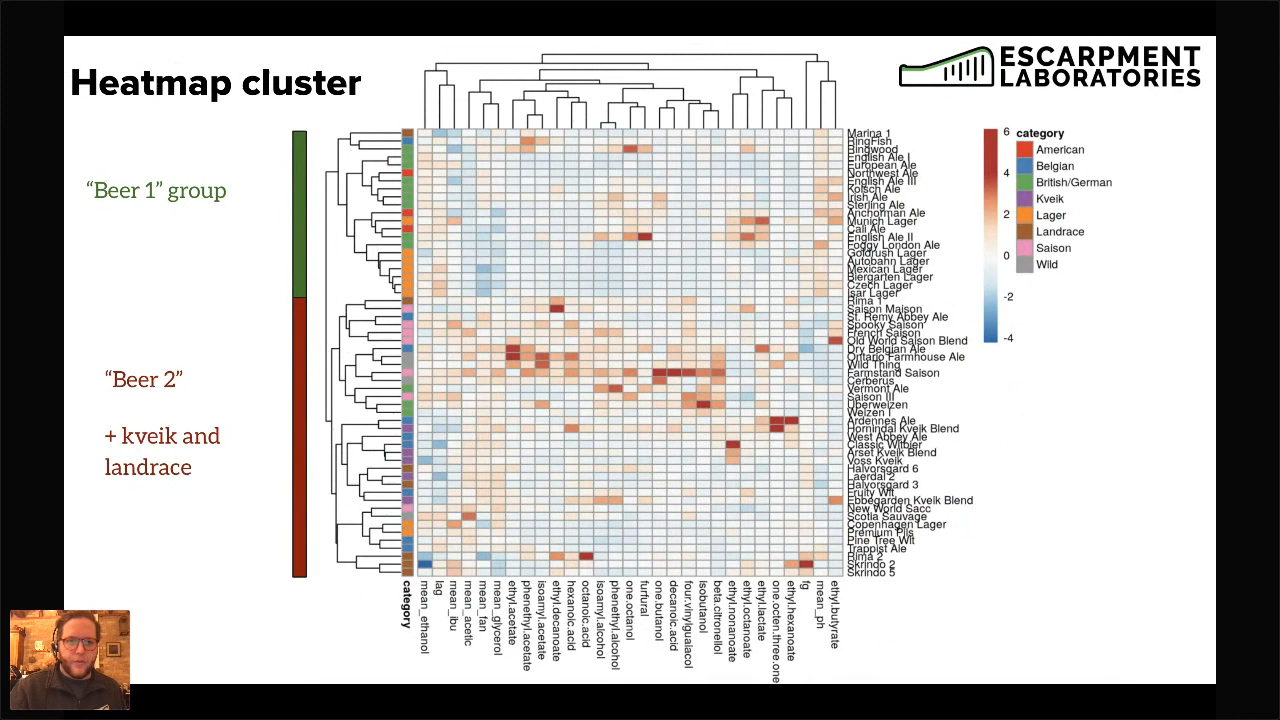 Heatmap cluster
ESCARPMENT
LABORATORIES
“Beer 1” group
“Beer 2”
+ kveik and
landrace
Marina 1
RingFish
Ringwood
English Ale I
European Ale
Northwest Ale
English Ale III
Kolsch Ale
Irish Ale
Sterling Ale
Anchorman Ale
Munich Lager
Cali Ale
English Ale II
Foggy London Ale
Goldrush Lager
Autobahn Lager
Mexican Lager
Biergarten Lager
Czech Lager
Isar Lager
Rima 1
Saison Maison
St. Remy Abbey Ale
Spooky Saison
French Saison
Old World Saison Blend
Dry Belgian Ale
Ontario Farmhouse Ale
Wild Thing
Farmstand Saison
Cerberus
Vermont Ale
Saison III
Uberweizen
Weizen I
Ardennes Ale
Hornindal Kveik Blend
West Abbey Ale
Classic Witbier
Arset Kveik Blend
Voss Kveik
Halvorsgard 6
Laerdal 2
Halvorsgard 3
Fruity Wit
Ebbegarden Kveik Blend
New World Sacc
Scotia Sauvage
Copenhagen Lager
Premium Pils
Pine Tree Wit
Trappist Ale
Rima 2
Skrindo 2
Skrindo 5
6
4
2
0
-2
-4
category
American
Belgian
British/German
Kveik
Lager
Landrace
Saison
Wild
category
mean_ethanol
lag
mean_ibu
mean_acetic
mean_fan
mean_glycerol
ethyl.acetate
phenethyl.acetate
isoamyl.acetate
ethyl.decanoate
hexanoic.acid
octanoic.acid
isoamyl.alcohol
phenethyl.alcohol
one.octanol
furfural
one.butanol
decanoic.acid
four.vinylguaiacol
isobutanol
beta.citronellol
ethyl.nonanoate
ethyl.octanoate
ethyl.lactate
one.octen.three.one
ethyl.hexanoate
fg
mean_ph
ethyl.butyrate